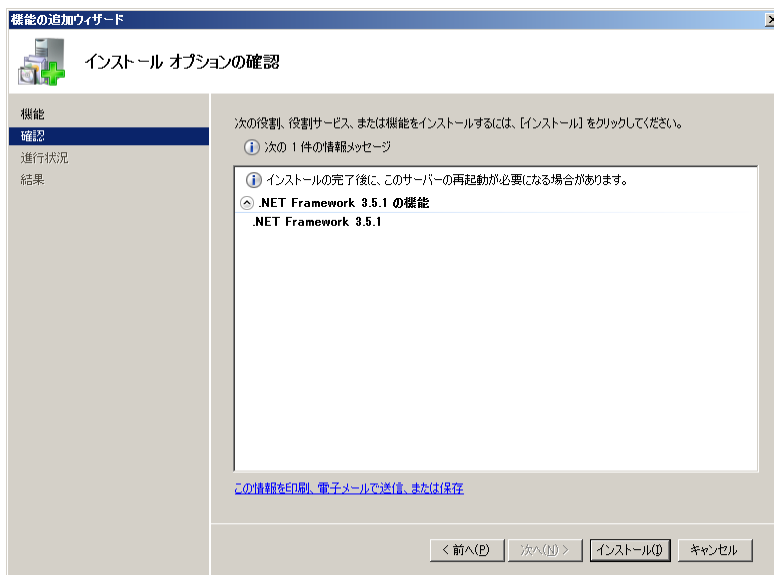 機能の追加ウィザード
インストール オプションの確認
機能
確認
進行状況
結果
次の役割、役割サービス、または機能をインストールするには、[インストール] をクリックしてください。
次の 1 件の情報メッセージ
インストールの完了後に、このサーバーの再起動が必要になる場合があります。
.NET Framework 3.5.1 の機能
.NET Framework 3.5.1
この情報を印刷、電子メールで送信、または保存
< 前へ(P) 次へ(N) > インストール(I) キャンセル